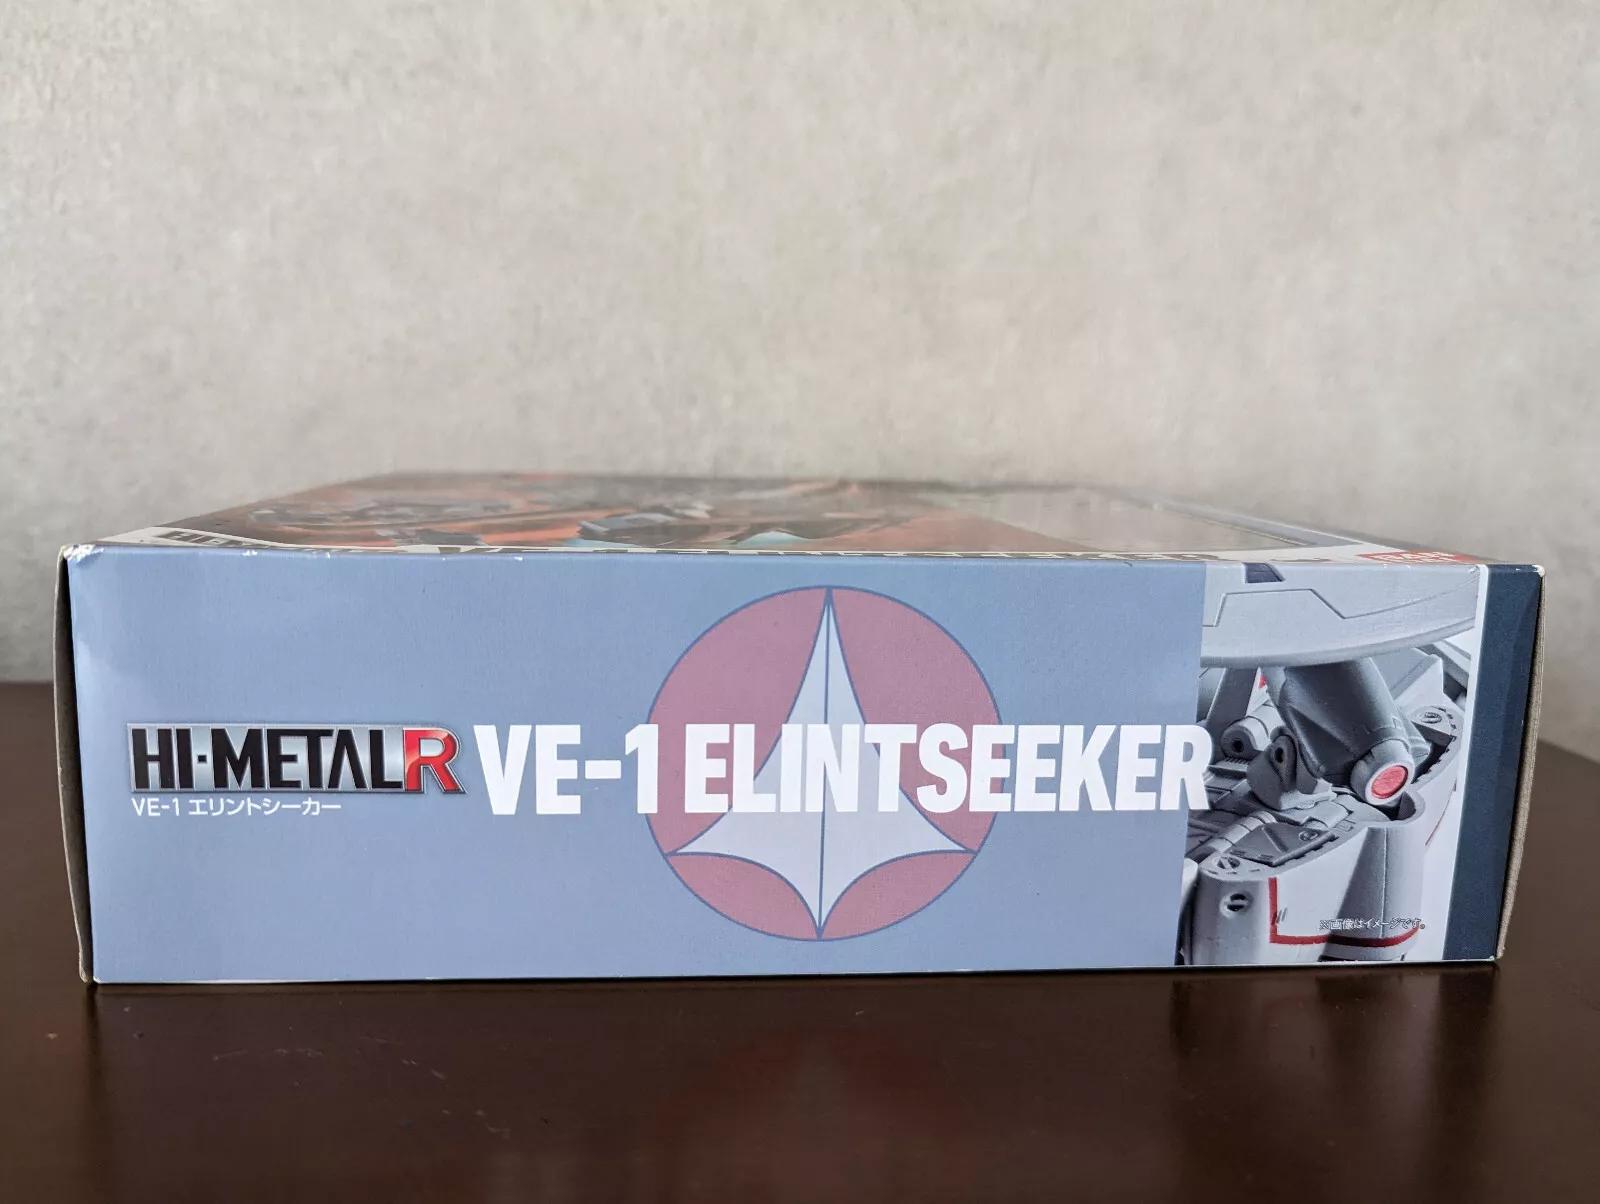 HI-METAL R VE-1 ELINTSEEKER
VE-1 エリントシーカー
※画像はイメージです。